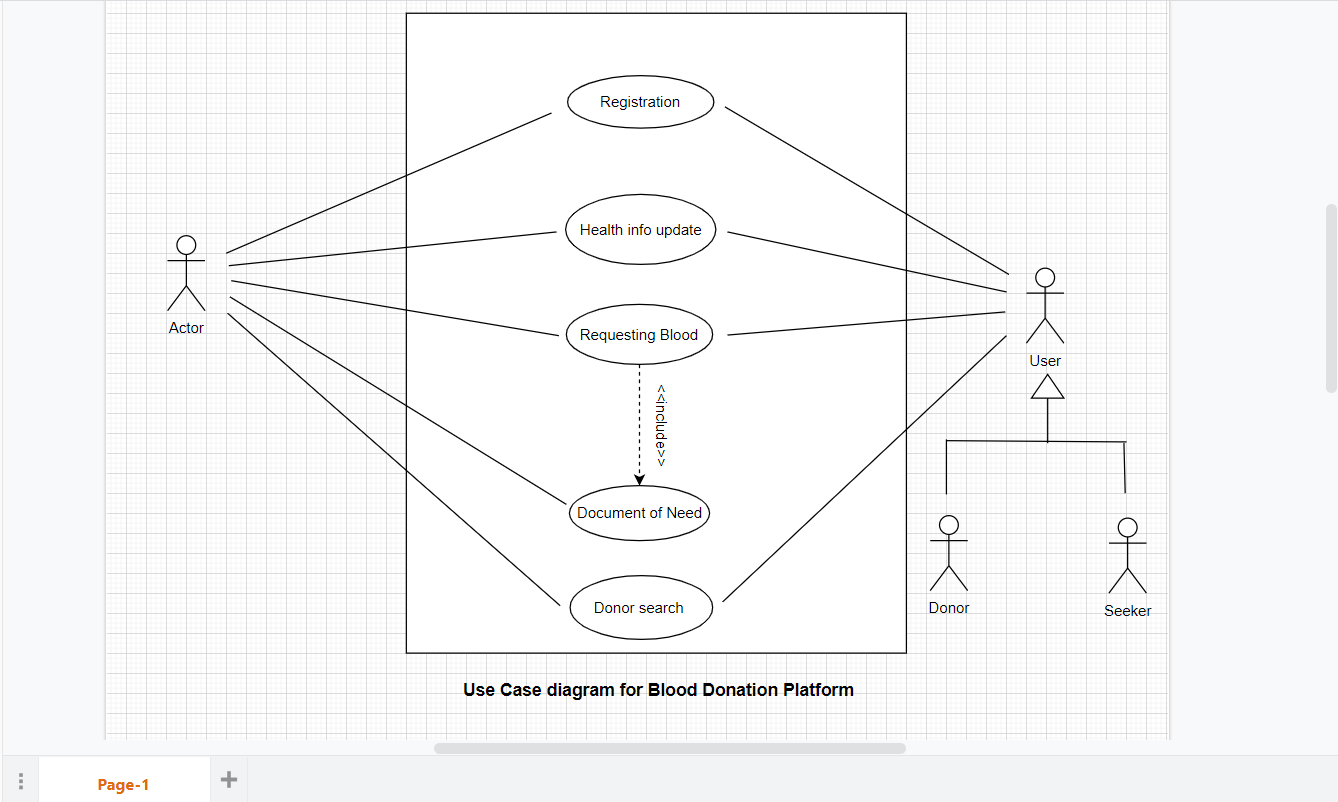 Registration
Health info update
Actor
Requesting Blood
User
<<include>>
Document of Need
Donor search
Donor
Seeker
Use Case diagram for Blood Donation Platform
Page-1